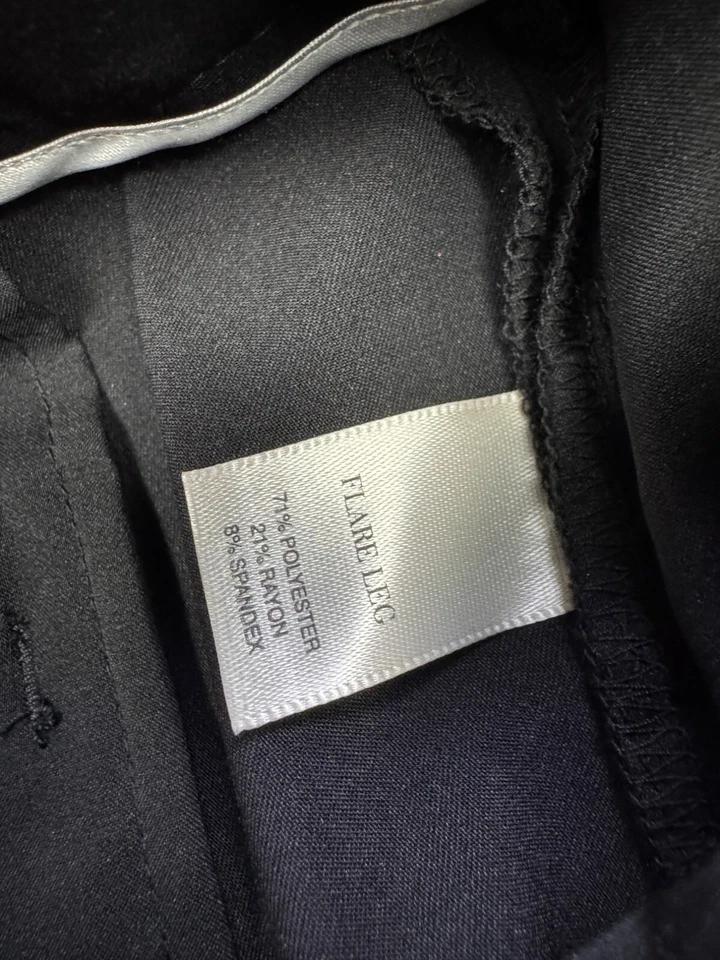 FLARE LEG
71% POLYESTER
21% RAYON
8% SPANDEX